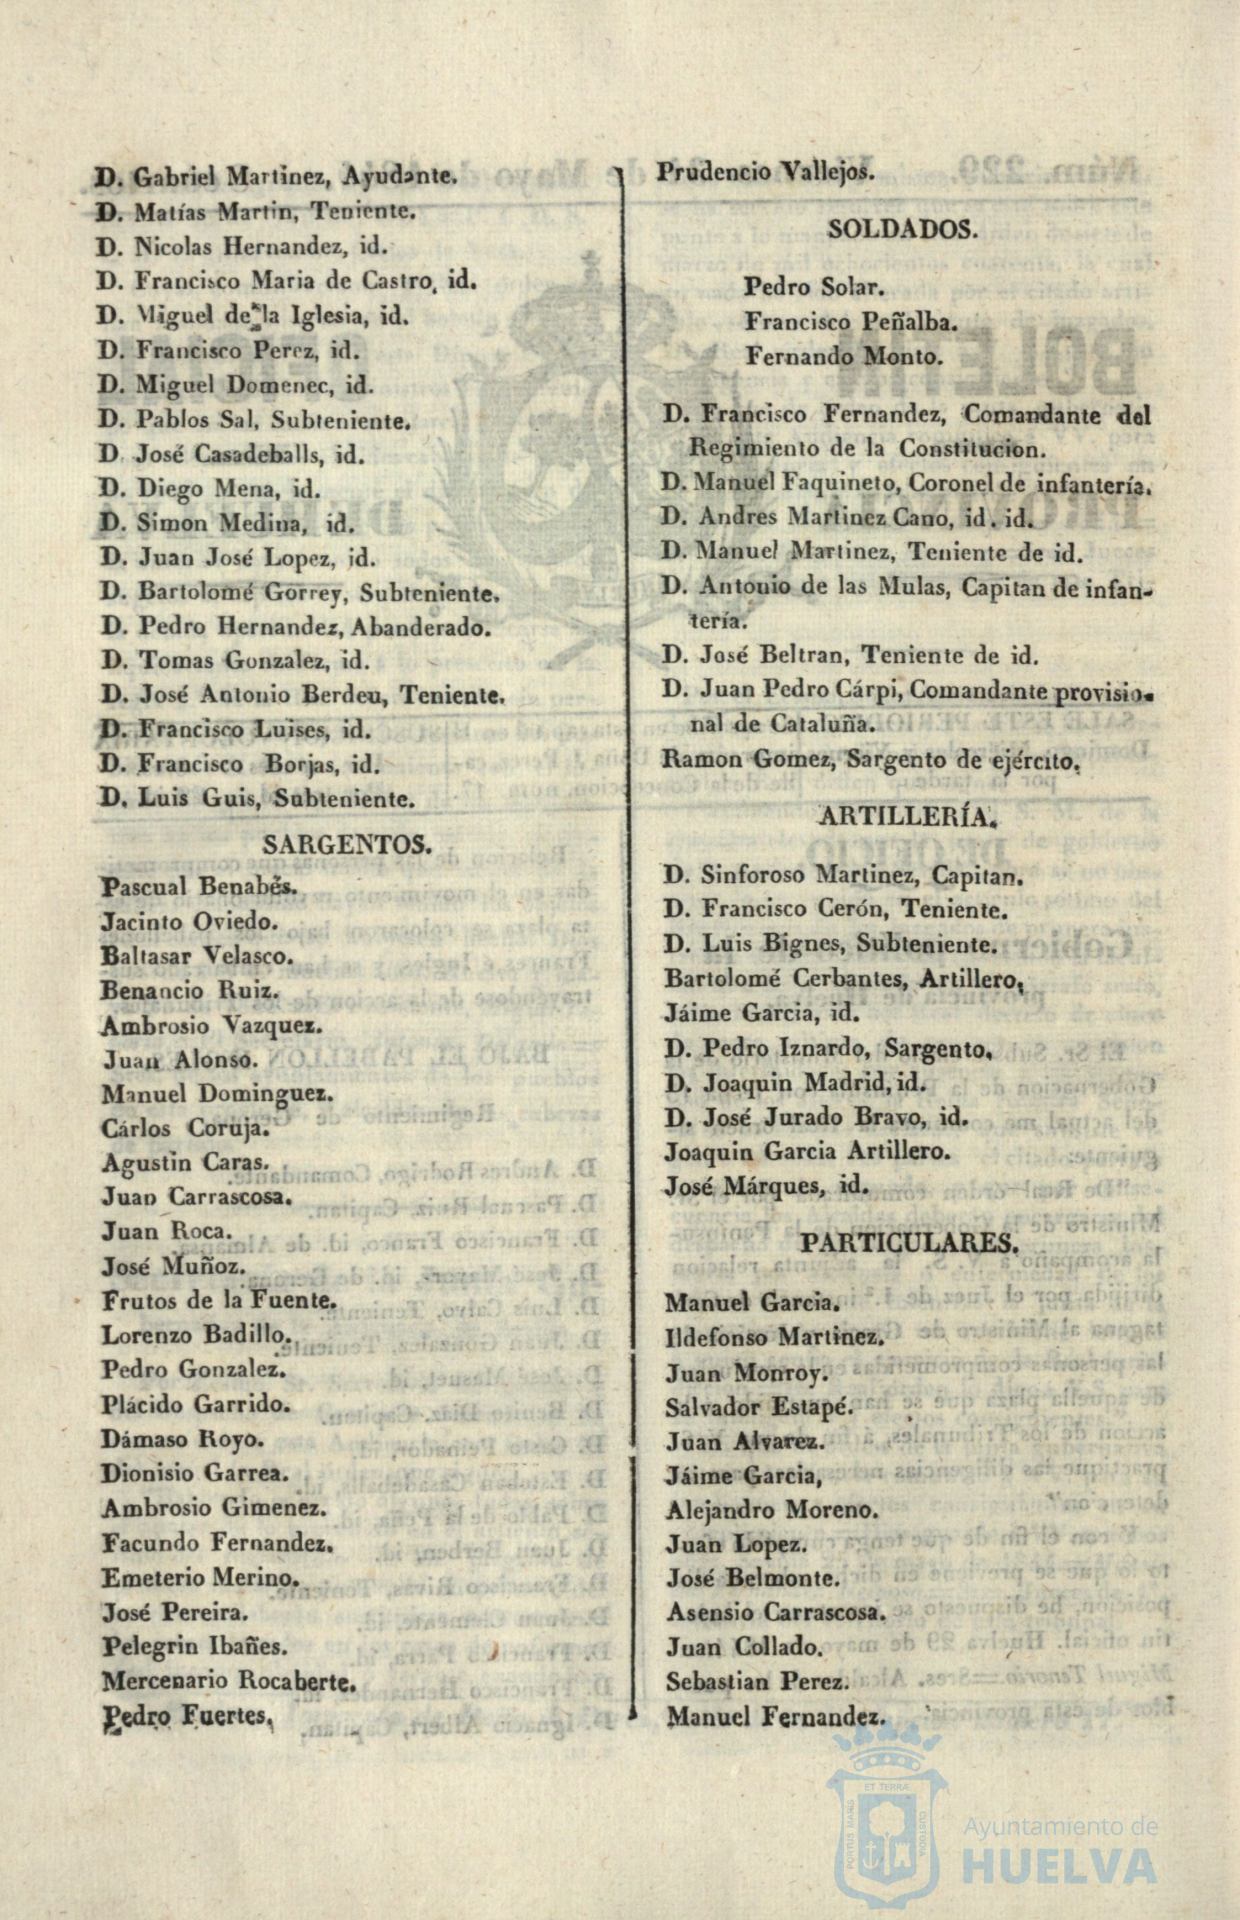 D. Gabriel Martinez, Ayudante.
D. Matías Martin, Teniente.
D. Nicolas Hernandez, id.
D. Francisco Maria de Castro, id.
D. Miguel de la Iglesia, id.
D. Francisco Perez, id.
D. Miguel Domenec, id.
D. Pablos Sal, Subteniente.
D. José Casadeballs, id.
D. Diego Mena, id.
D. Simon Medina, id.
D. Juan José Lopez, id.
D. Bartolomé Gorrey, Subteniente.
D. Pedro Hernandez, Abanderado.
D. Tomas Gonzalez, id.
D. José Antonio Berdeu, Teniente.
D. Francisco Luises, id.
D. Francisco Borjas, id.
D. Luis Guis, Subteniente.
SARGENTOS.
Pascual Benabés.
Jacinto Oviedo.
Baltasar Velasco.
Benancio Ruiz.
Ambrosio Vazquez.
Juan Alonso.
Manuel Dominguez.
Cárlos Coruja.
Agustin Caras.
Juan Carrascosa.
Juan Roca.
José Muñoz.
Frutos de la Fuente.
Lorenzo Badillo.
Pedro Gonzalez.
Plácido Garrido.
Dámaso Royo.
Dionisio Garrea.
Ambrosio Gimenez.
Facundo Fernandez.
Emeterio Merino.
José Pereira.
Pelegrin Ibañes.
Mercenario Rocaberte.
Pedro Fuertes.
Prudencio Vallejos.
SOLDADOS.
Pedro Solar.
Francisco Peñalba.
Fernando Monto.
D. Francisco Fernandez, Comandante del
Regimiento de la Constitucion.
D. Manuel Faquineto, Coronel de infantería.
D. Andres Martinez Cano, id. id.
D. Manuel Martinez, Teniente de id.
D. Antonio de las Mulas, Capitan de infan-
tería.
D. José Beltran, Teniente de id.
D. Juan Pedro Cárpi, Comandante provisio-
nal de Cataluña.
Ramon Gomez, Sargento de ejército.
ARTILLERÍA.
D. Sinforoso Martinez, Capitan.
D. Francisco Cerón, Teniente.
D. Luis Bignes, Subteniente.
Bartolomé Cerbantes, Artillero,
Jáime Garcia, id.
D. Pedro Iznardo, Sargento.
D. Joaquin Madrid, id.
D. José Jurado Bravo, id.
Joaquin Garcia Artillero.
José Márques, id.
PARTICULARES.
Manuel Garcia.
Ildefonso Martinez.
Juan Monroy.
Salvador Estapé.
Juan Alvarez.
Jáime Garcia,
Alejandro Moreno.
Juan Lopez.
José Belmonte.
Asensio Carrascosa.
Juan Collado.
Sebastian Perez.
Manuel Fernandez.
ET TERRÆ
PORTUS MARIS
CUSTODIA
Ayuntamiento de
HUELVA